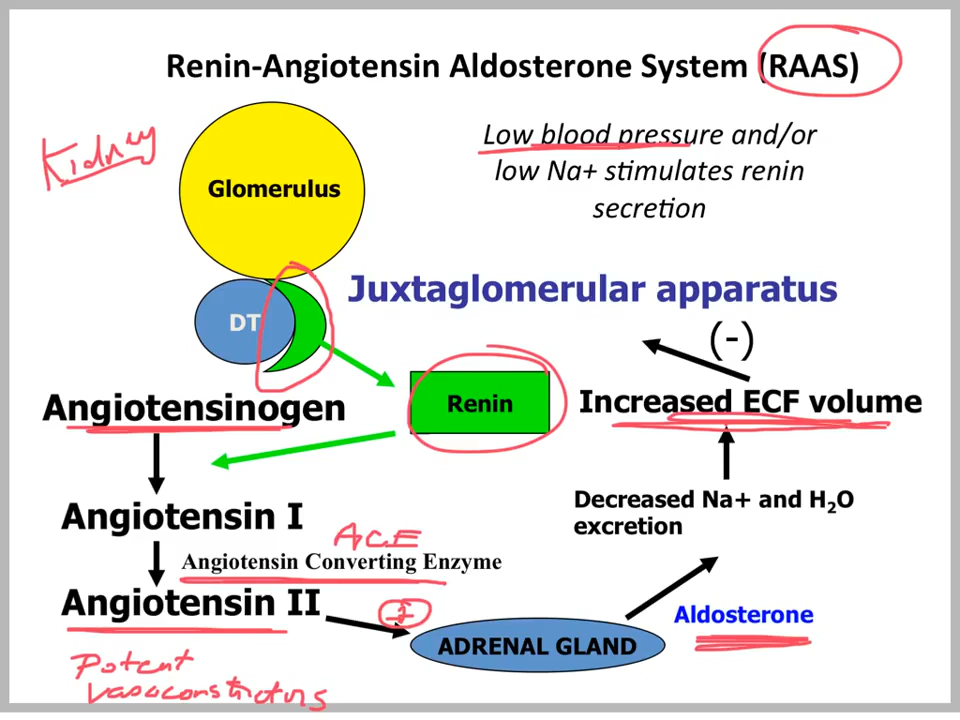 Renin-Angiotensin Aldosterone System (RAAS)
Kidney
Low blood pressure and/or
low Na+ stimulates renin
secretion
Glomerulus
Juxtaglomerular apparatus
DT
(-)
Angiotensinogen
Renin
Increased ECF volume
Decreased Na+ and H₂O
excretion
Angiotensin I
ACE
Angiotensin Converting Enzyme
Angiotensin II
Aldosterone
ADRENAL GLAND
Potent
vasoconstrictors